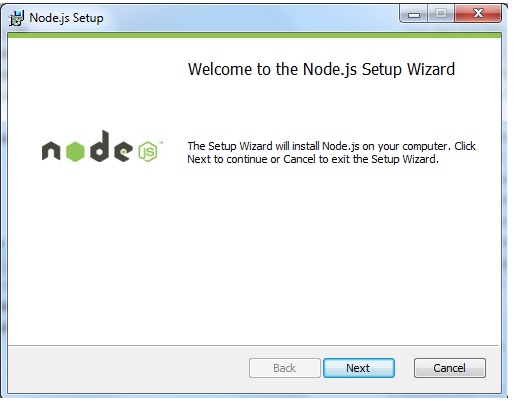 Node.js Setup
Welcome to the Node.js Setup Wizard
node JS™
The Setup Wizard will install Node.js on your computer. Click
Next to continue or Cancel to exit the Setup Wizard.
Back
Next
Cancel